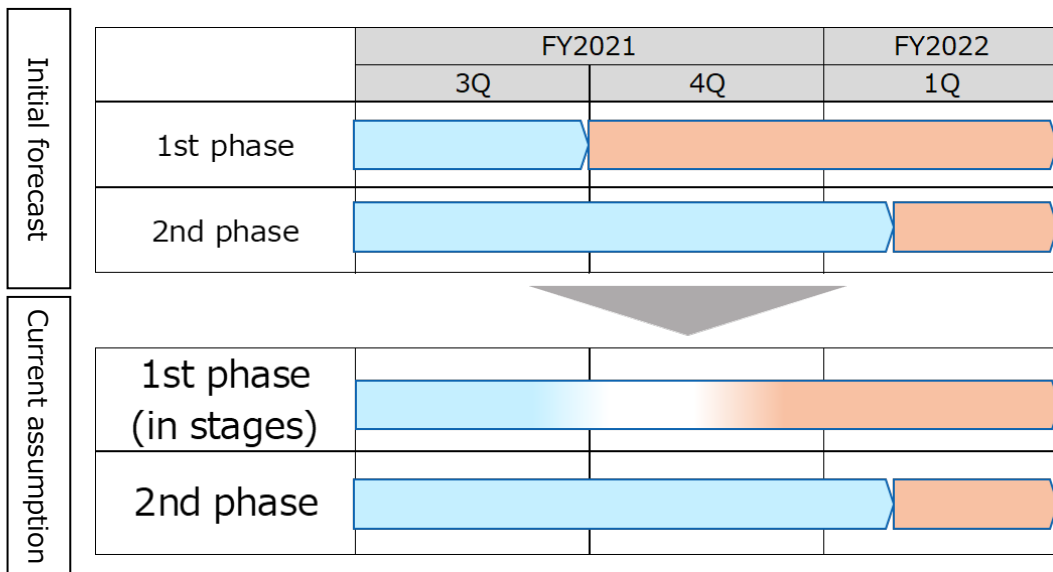 Initial forecast
FY2021
FY2022
3Q
4Q
1Q
1st phase
2nd phase
Current assumption
1st phase
(in stages)
2nd phase